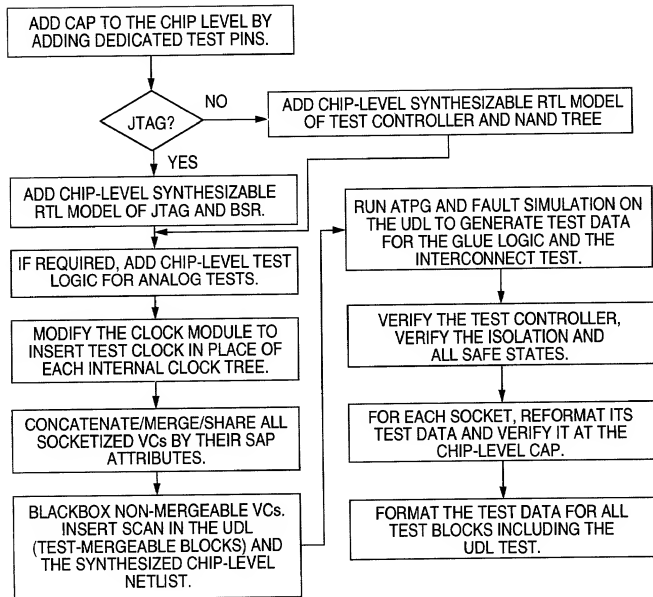 ADD CAP TO THE CHIP LEVEL BY
ADDING DEDICATED TEST PINS.
JTAG?
NO
ADD CHIP-LEVEL SYNTHESIZABLE RTL MODEL
OF TEST CONTROLLER AND NAND TREE
YES
ADD CHIP-LEVEL SYNTHESIZABLE
RTL MODEL OF JTAG AND BSR.
IF REQUIRED, ADD CHIP-LEVEL TEST
LOGIC FOR ANALOG TESTS.
MODIFY THE CLOCK MODULE TO
INSERT TEST CLOCK IN PLACE OF
EACH INTERNAL CLOCK TREE.
CONCATENATE/MERGE/SHARE ALL
SOCKETIZED VCs BY THEIR SAP
ATTRIBUTES.
BLACKBOX NON-MERGEABLE VCs.
INSERT SCAN IN THE UDL
(TEST-MERGEABLE BLOCKS) AND
THE SYNTHESIZED CHIP-LEVEL
NETLIST.
RUN ATPG AND FAULT SIMULATION ON
THE UDL TO GENERATE TEST DATA
FOR THE GLUE LOGIC AND THE
INTERCONNECT TEST.
VERIFY THE TEST CONTROLLER,
VERIFY THE ISOLATION AND
ALL SAFE STATES.
FOR EACH SOCKET, REFORMAT ITS
TEST DATA AND VERIFY IT AT THE
CHIP-LEVEL CAP.
FORMAT THE TEST DATA FOR ALL
TEST BLOCKS INCLUDING THE
UDL TEST.